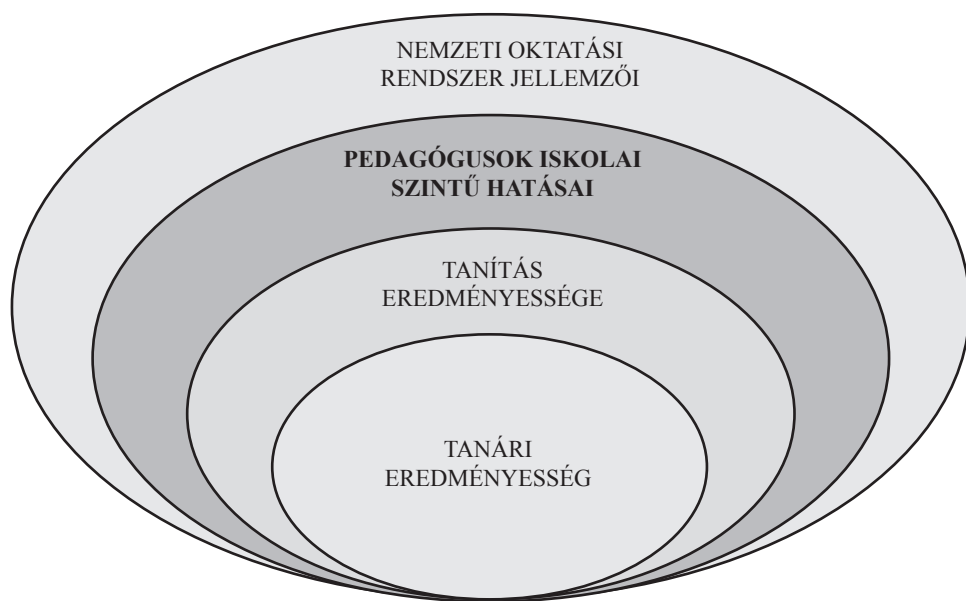 NEMZETI OKTATÁSI
RENDSZER JELLEMZŐI
PEDAGÓGUSOK ISKOLAI
SZINTŰ HATÁSAI
TANÍTÁS
EREDMÉNYESSÉGE
TANÁRI
EREDMÉNYESSÉG